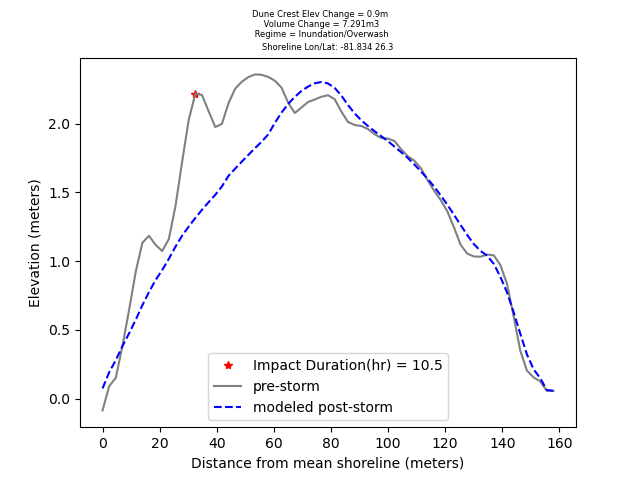 Dune Crest Elev Change = 0.9m
Volume Change = 7.291m3
Regime = Inundation/Overwash
Shoreline Lon/Lat: -81.834 26.3
Elevation (meters)
2.0
1.5
1.0
0.5
0.0
Impact Duration(hr) = 10.5
pre-storm
modeled post-storm
0 20 40 60 80 100 120 140 160
Distance from mean shoreline (meters)